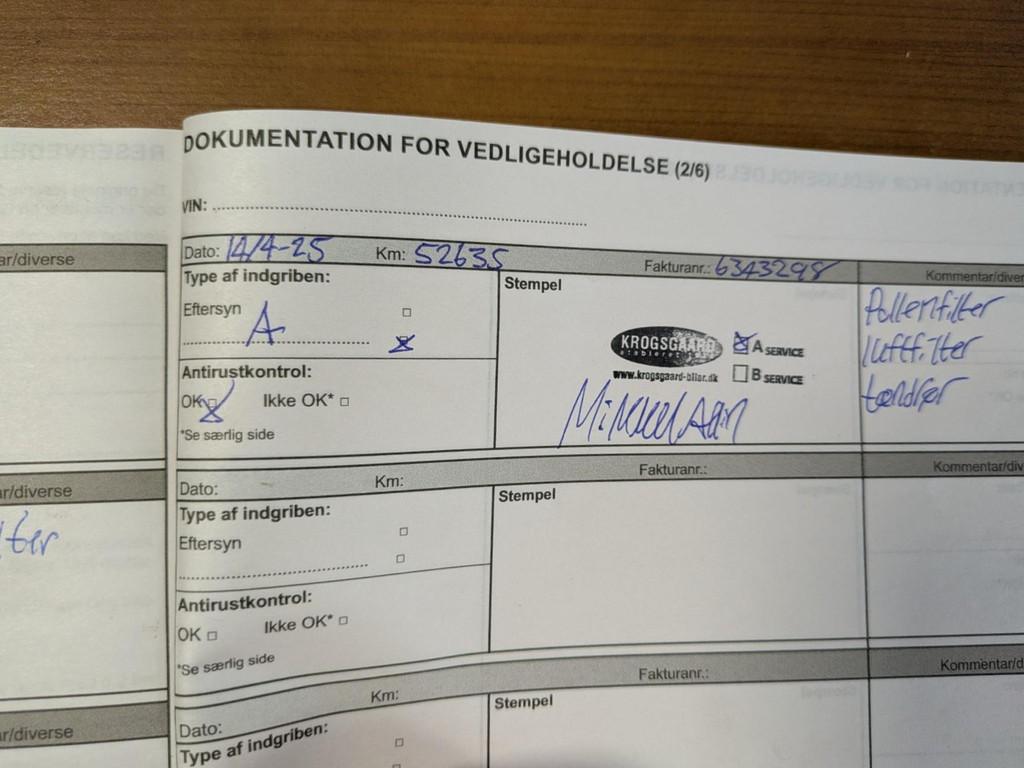 DOKUMENTATION FOR VEDLIGEHOLDELSE (2/6)
VIN:
Dato: 14/4-25 Km: 52635 Fakturanr.: 6343298 Kommentar/diver
Type af indgriben:
Eftersyn
A
Antirustkontrol:
OK Ikke OK*
*Se særlig side
Stempel
KROGSGAARD
www.krogsgaard-biler.dk
A SERVICE
B SERVICE
Pollenfilter
luftfilter
tændrør
Dato: Km: Fakturanr.: Kommentar/div
Type af indgriben:
Eftersyn
Antirustkontrol:
OK Ikke OK*
*Se særlig side
Stempel
Dato: Km: Fakturanr.: Kommentar/d
Type af indgriben:
Stempel
ar/diverse
ar/diverse
ter
ar/diverse